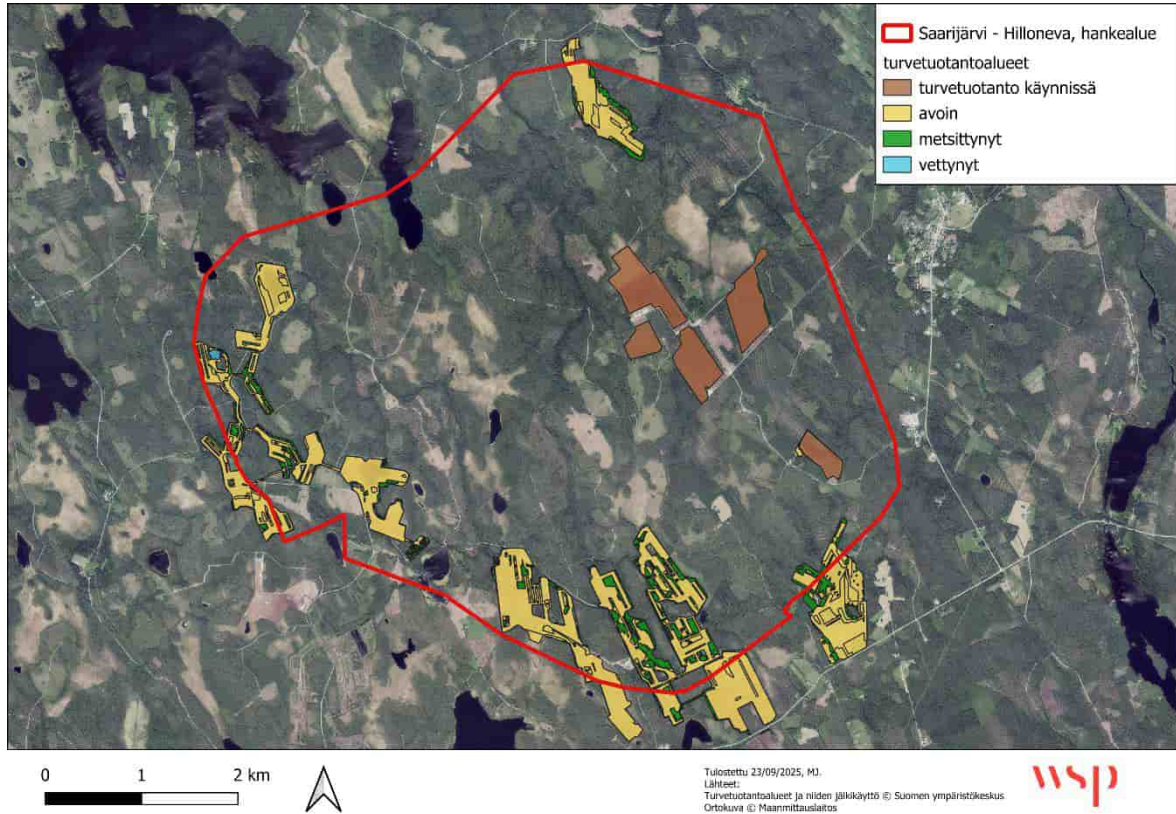 Saarijärvi - Hilloneva, hankealue
turvetuotantoalueet
turvetuotanto käynnissä
avoin
metsittynyt
vettynyt
0 1 2 km
Tulostettu 23/09/2025, MJ.
Lähteet:
Turvetuotantoalueet ja niiden jälkikäyttö © Suomen ympäristökeskus
Ortokuva © Maanmittauslaitos
wsp